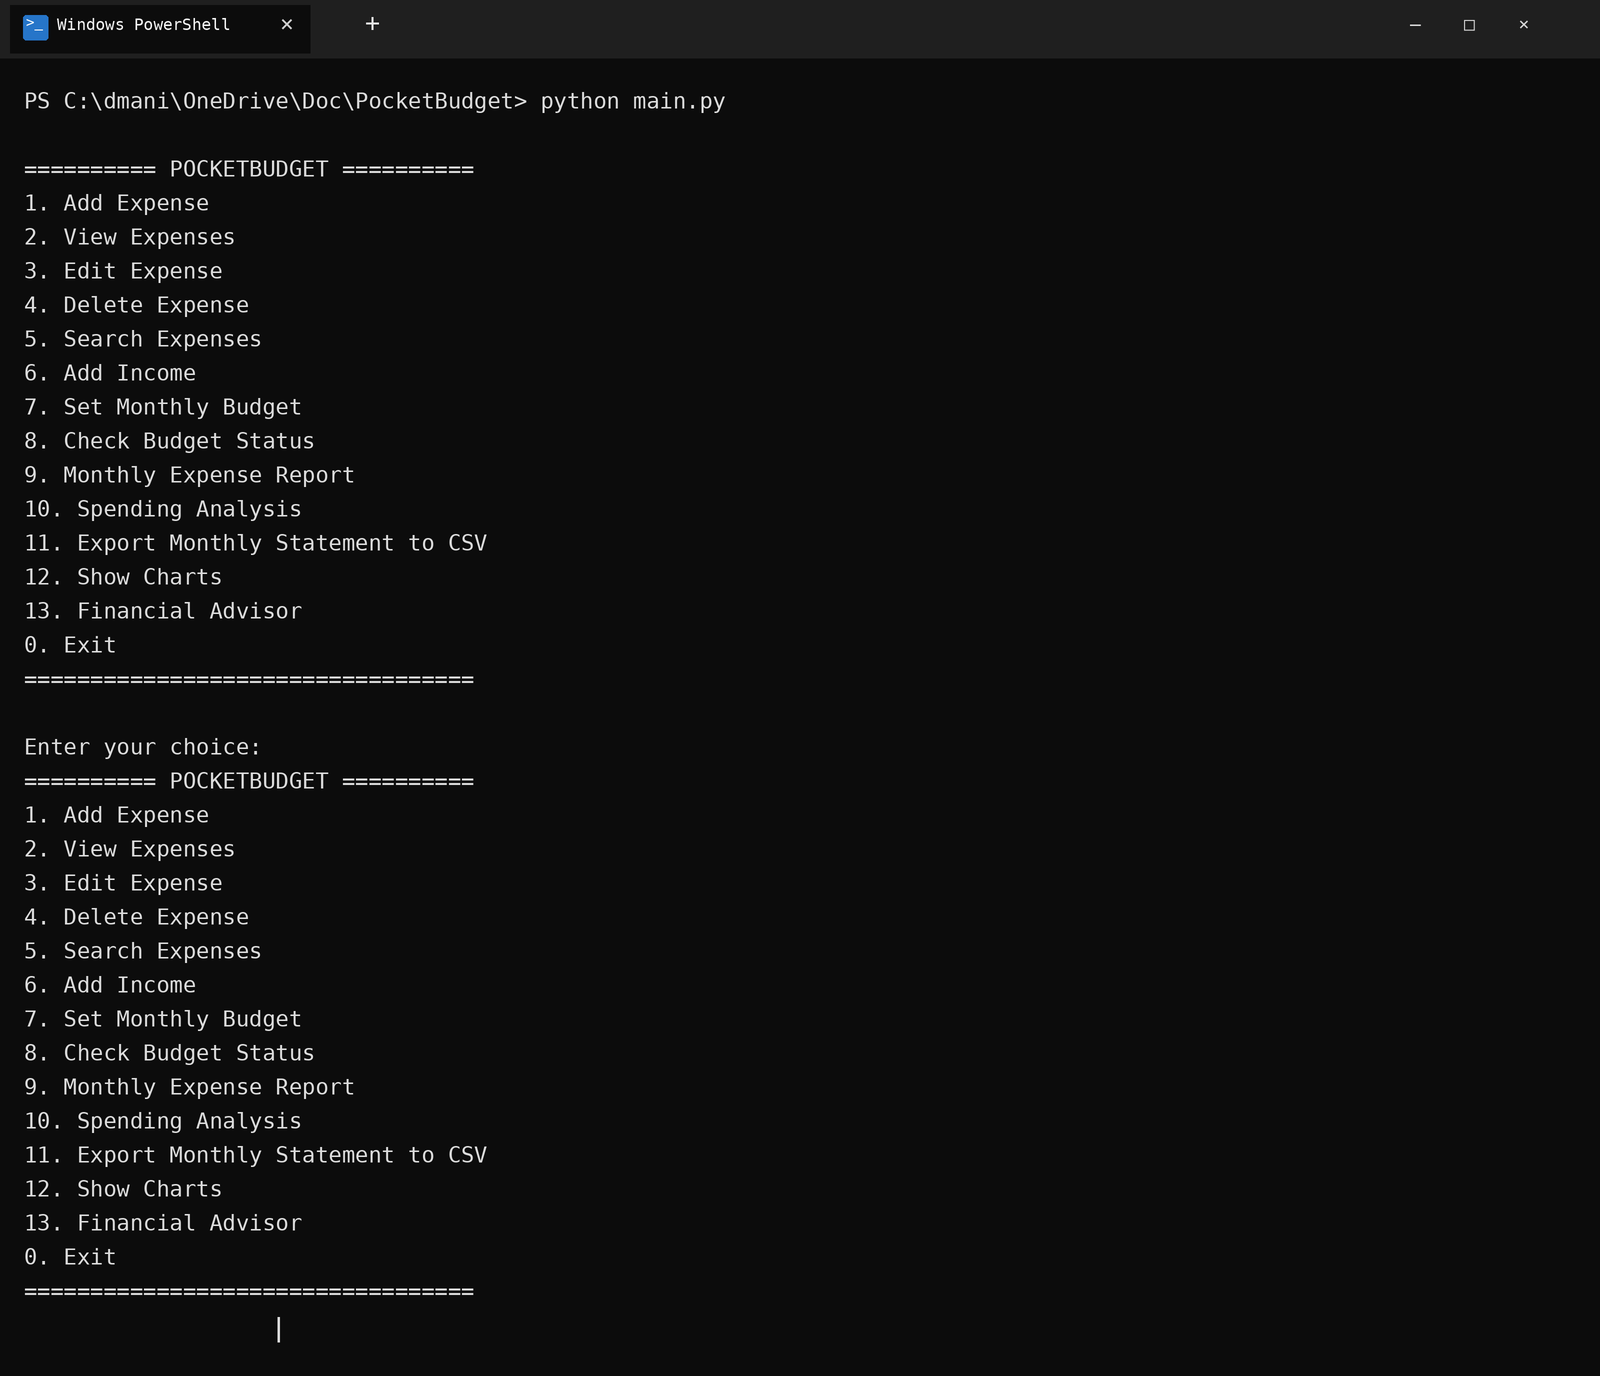 Windows PowerShell
PS C:\dmani\OneDrive\Doc\PocketBudget> python main.py
========== POCKETBUDGET ==========
1. Add Expense
2. View Expenses
3. Edit Expense
4. Delete Expense
5. Search Expenses
6. Add Income
7. Set Monthly Budget
8. Check Budget Status
9. Monthly Expense Report
10. Spending Analysis
11. Export Monthly Statement to CSV
12. Show Charts
13. Financial Advisor
0. Exit
==================================
Enter your choice:
========== POCKETBUDGET ==========
1. Add Expense
2. View Expenses
3. Edit Expense
4. Delete Expense
5. Search Expenses
6. Add Income
7. Set Monthly Budget
8. Check Budget Status
9. Monthly Expense Report
10. Spending Analysis
11. Export Monthly Statement to CSV
12. Show Charts
13. Financial Advisor
0. Exit
==================================